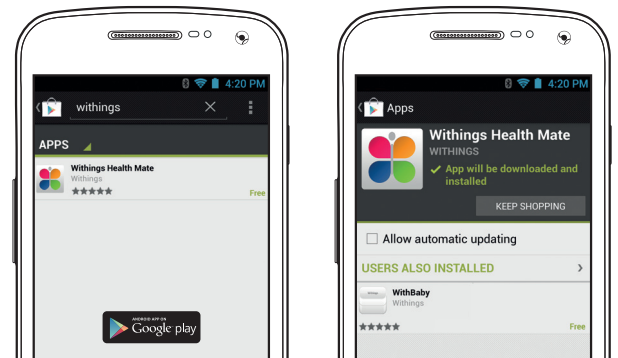 4:20 PM
withings
APPS
Withings Health Mate
Withings
Free
ANDROID APP ON
Google play
4:20 PM
Apps
Withings Health Mate
WITHINGS
App will be downloaded and
installed
KEEP SHOPPING
Allow automatic updating
USERS ALSO INSTALLED
WithBaby
Withings
Free